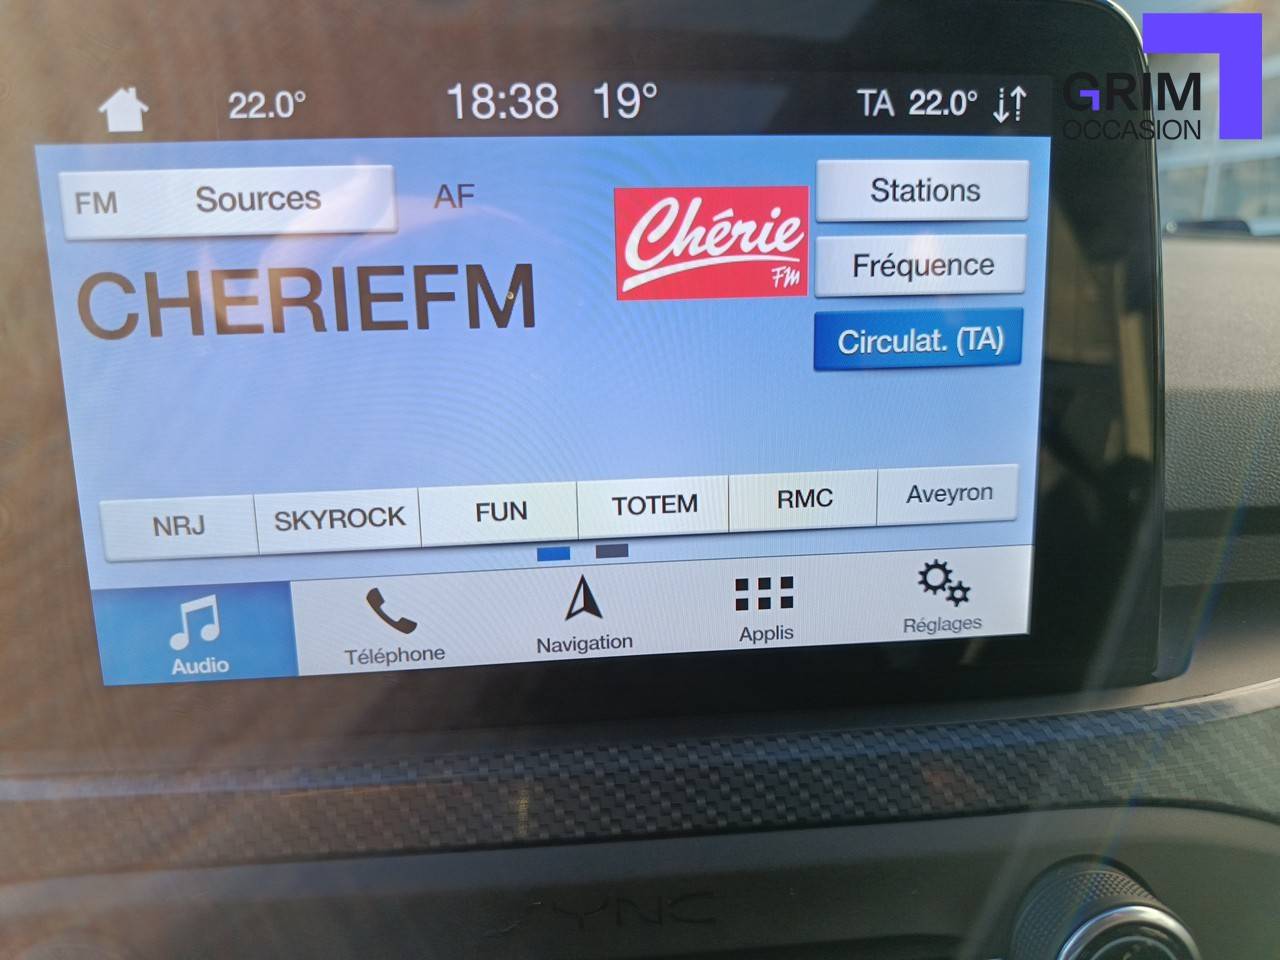 22.0° 18:38 19° TA 22.0°
GRIM
OCCASION
FM Sources AF
Chérie
FM
Stations
Fréquence
Circulat. (TA)
CHERIEFM
NRJ SKYROCK FUN TOTEM RMC Aveyron
Audio Téléphone Navigation Applis Réglages
SYNC